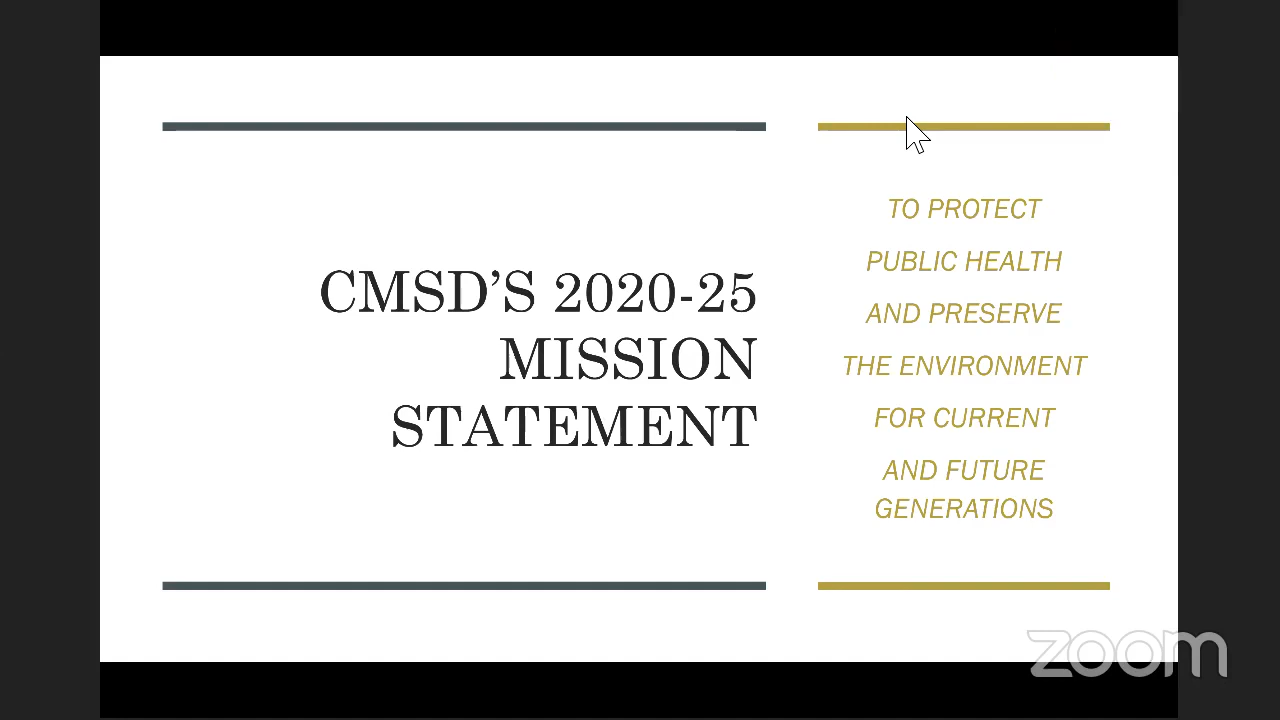 CMSD’S 2020-25
MISSION
STATEMENT
TO PROTECT
PUBLIC HEALTH
AND PRESERVE
THE ENVIRONMENT
FOR CURRENT
AND FUTURE
GENERATIONS
zoom